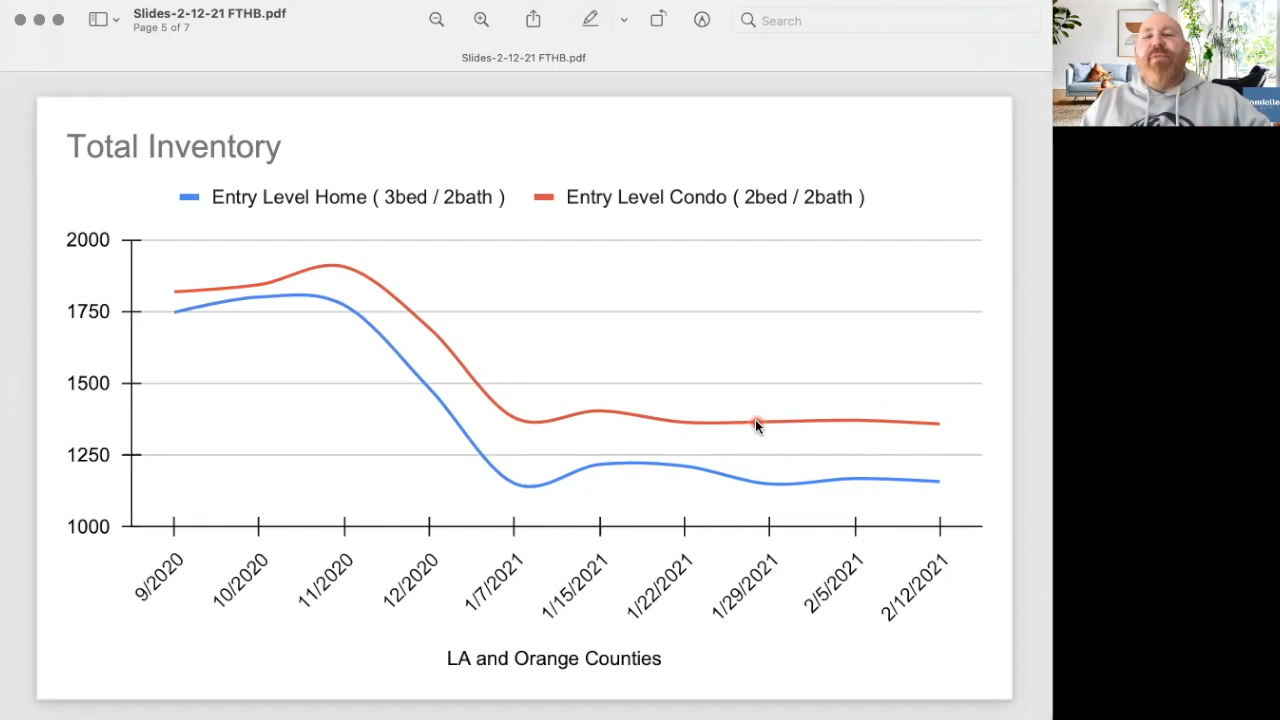 Slides-2-12-21 FTHB.pdf
Page 5 of 7
Search
Slides-2-12-21 FTHB.pdf
Total Inventory
Entry Level Home ( 3bed / 2bath ) Entry Level Condo ( 2bed / 2bath )
2000
1750
1500
1250
1000
9/2020 10/2020 11/2020 12/2020 1/7/2021 1/15/2021 1/22/2021 1/29/2021 2/5/2021 2/12/2021
LA and Orange Counties